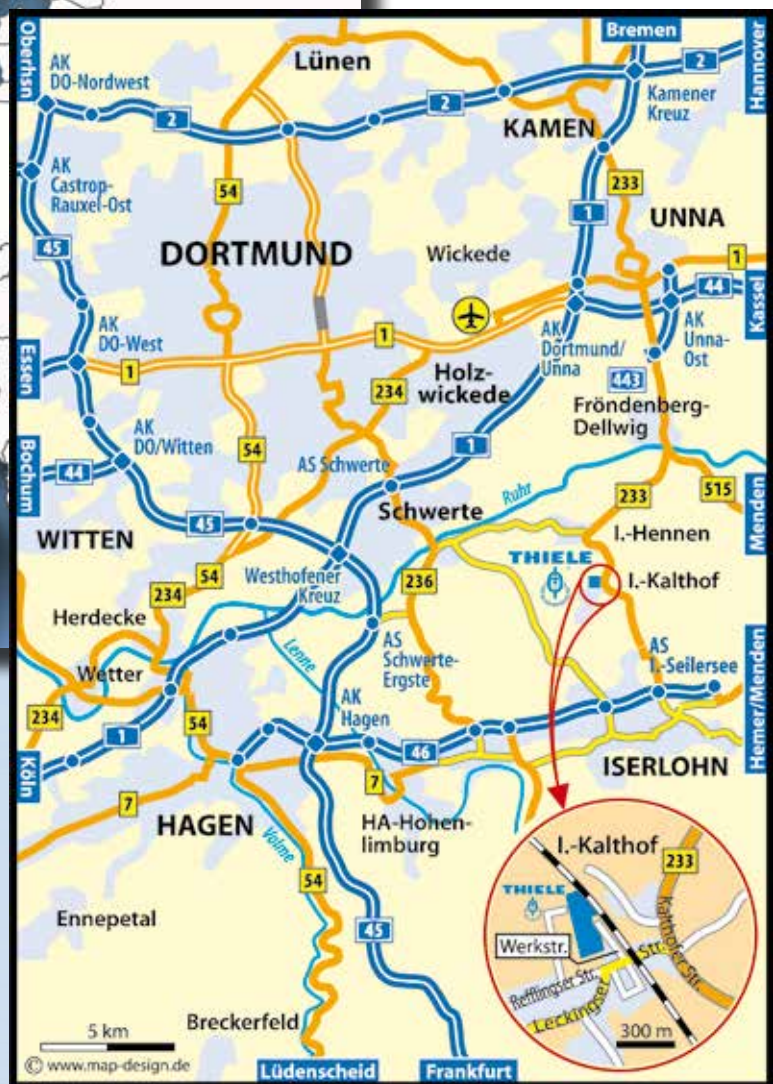 Oberhsn
AK
DO-Nordwest
Lünen
Bremen
Hannover
2
2
2
KAMEN
Kamener
Kreuz
AK
Castrop-
Rauxel-Ost
54
233
45
1
UNNA
DORTMUND
Wickede
1
44
Kassel
AK
DO-West
Essen
1
1
AK
Dortmund/
Unna
AK
Unna-
Ost
234
Holz-
wickede
443
Fröndenberg-
Dellwig
AK
DO/Witten
54
1
Bochum
44
AS Schwerte
Ruhr
233
515
Menden
45
Schwerte
WITTEN
I.-Hennen
54
Westhofener
Kreuz
236
THIELE
I.-Kalthof
234
Herdecke
Lenne
AS
Schwerte-
Ergste
AS
I.-Seilersee
Wetter
AK
Hagen
234
54
1
46
Hemer/Menden
Köln
7
7
ISERLOHN
HAGEN
HA-Hohen-
limburg
Volme
54
I.-Kalthof
233
THIELE
Kalthofer Str.
Ennepetal
45
Werkstr.
Refflingser Str.
Leckingser Str.
Breckerfeld
5 km
300 m
© www.map-design.de
Lüdenscheid
Frankfurt